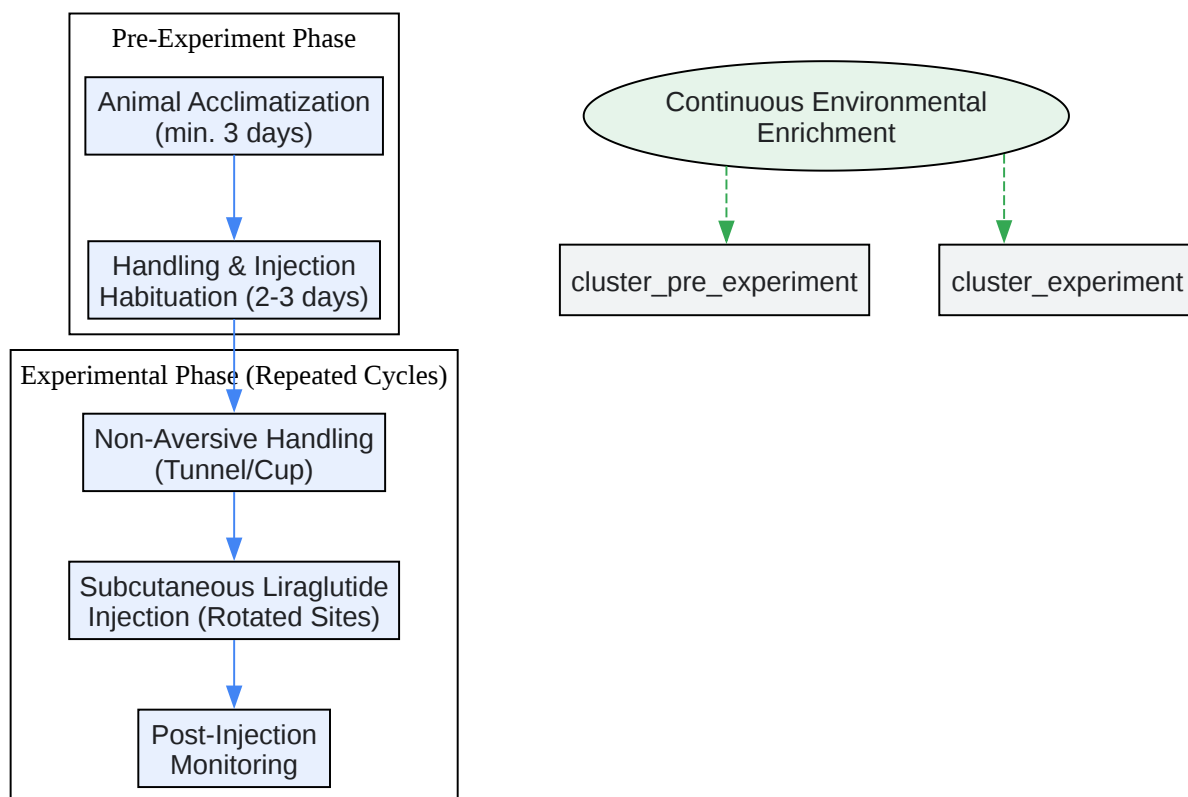 Pre-Experiment Phase
Animal Acclimatization
(min. 3 days)
Handling & Injection
Habituation (2-3 days)
Experimental Phase (Repeated Cycles)
Non-Aversive Handling
(Tunnel/Cup)
Subcutaneous Liraglutide
Injection (Rotated Sites)
Post-Injection
Monitoring
Continuous Environmental
Enrichment
cluster_pre_experiment
cluster_experiment